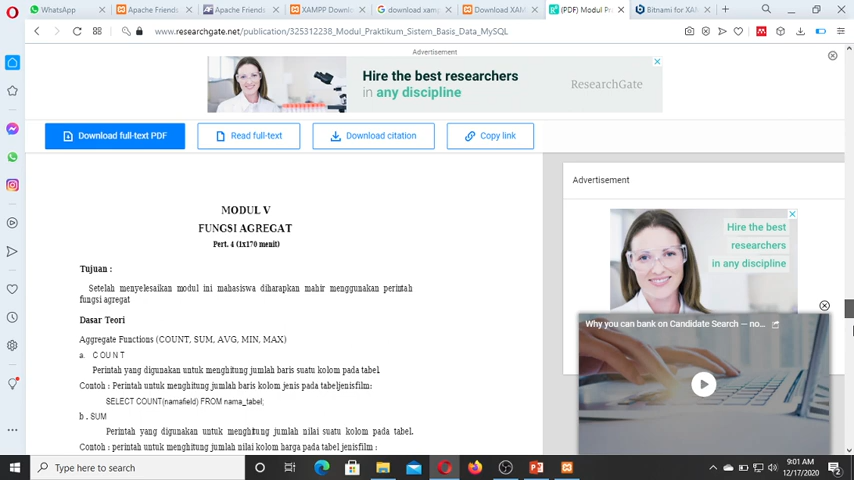 WhatsApp
Apache Friends
Apache Friends
XAMPP Downl
download xamp
Download XAM
(PDF) Modul Pr
Bitnami for XA
www.researchgate.net/publication/325312238_Modul_Praktikum_Sistem_Basis_Data_MySQL
Advertisement
Hire the best researchers
in any discipline
ResearchGate
Download full-text PDF
Read full-text
Download citation
Copy link
MODUL V
FUNGSI AGREGAT
Pert. 4 (1x170 menit)
Tujuan :
Setelah menyelesaikan modul ini mahasiswa diharapkan mahir menggunakan perintah
fungsi agregat
Dasar Teori
Aggregate Functions (COUNT, SUM, AVG, MIN, MAX)
a. C OU N T
Perintah yang digunakan untuk menghitung jumlah baris suatu kolom pada tabel.
Contoh : Perintah untuk menghitung jumlah baris kolom jenis pada tabeljenisfilm:
SELECT COUNT(namafield) FROM nama_tabel;
b . SUM
Perintah yang digunakan untuk menghitung jumlah nilai suatu kolom pada tabel.
Contoh : perintah untuk menghitung jumlah nilai kolom harga pada tabel jenisfilm :
Advertisement
Hire the best
researchers
in any discipline
Why you can bank on Candidate Search — no...
Type here to search
9:01 AM
12/17/2020
2